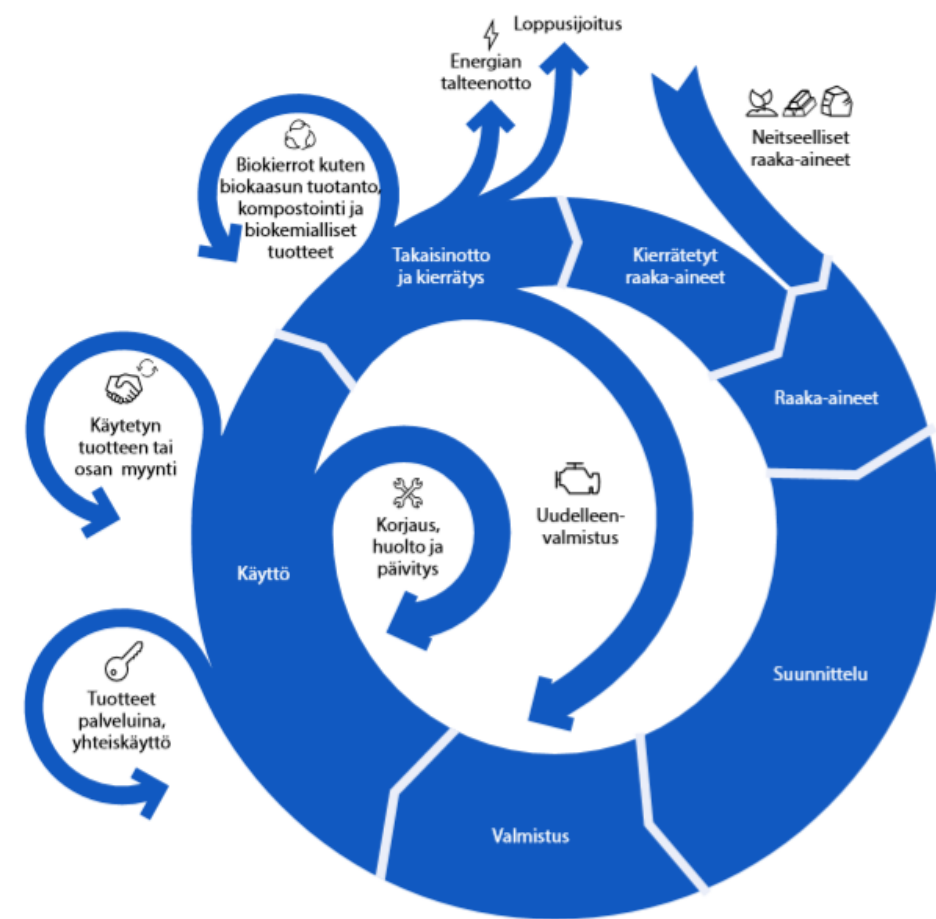 Loppusijoitus
Energian
talteenotto
Neitseelliset
raaka-aineet
Biokierrot kuten
biokaasun tuotanto,
kompostointi ja
biokemialliset
tuotteet
Takaisinotto
ja kierrätys
Kierrätetyt
raaka-aineet
Raaka-aineet
Käytetyn
tuotteen tai
osan myynti
Korjaus,
huolto ja
päivitys
Uudelleen-
valmistus
Käyttö
Suunnittelu
Tuotteet
palveluina,
yhteiskäyttö
Valmistus